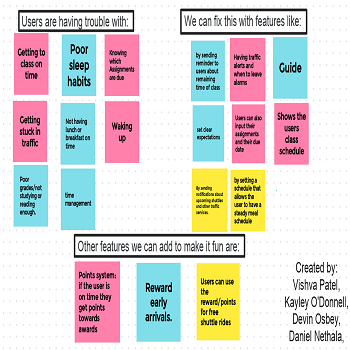 Users are having trouble with:
We can fix this with features like:
Getting to
class on
time
Poor
sleep
habits
Knowing
which
Assignments
are due
Getting
stuck in
traffic
Not having
lunch or
breakfast on
time
Waking
up
Poor
grades/not
studying or
reading
enough.
time
management
by sending
reminder to
users about
remaining
time of class
Having traffic
alerts and
when to leave
alarms
Guide
set clear
expectations
Users can also
input their
assignments
and their due
date
Shows the
users
class
schedule
By sending
notifications about
upcoming shuttles
and other traffic
services.
by setting a
schedule that
allows the
user to have a
steady meal
schedule
Other features we can add to make it fun are:
Points system:
if the user is
on time they
get points
towards
awards
Reward
early
arrivals.
Users can
use the
reward/points
for free
shuttle rides
Created by:
Vishva Patel,
Kayley O'Donnell,
Devin Osbey,
Daniel Nethala,